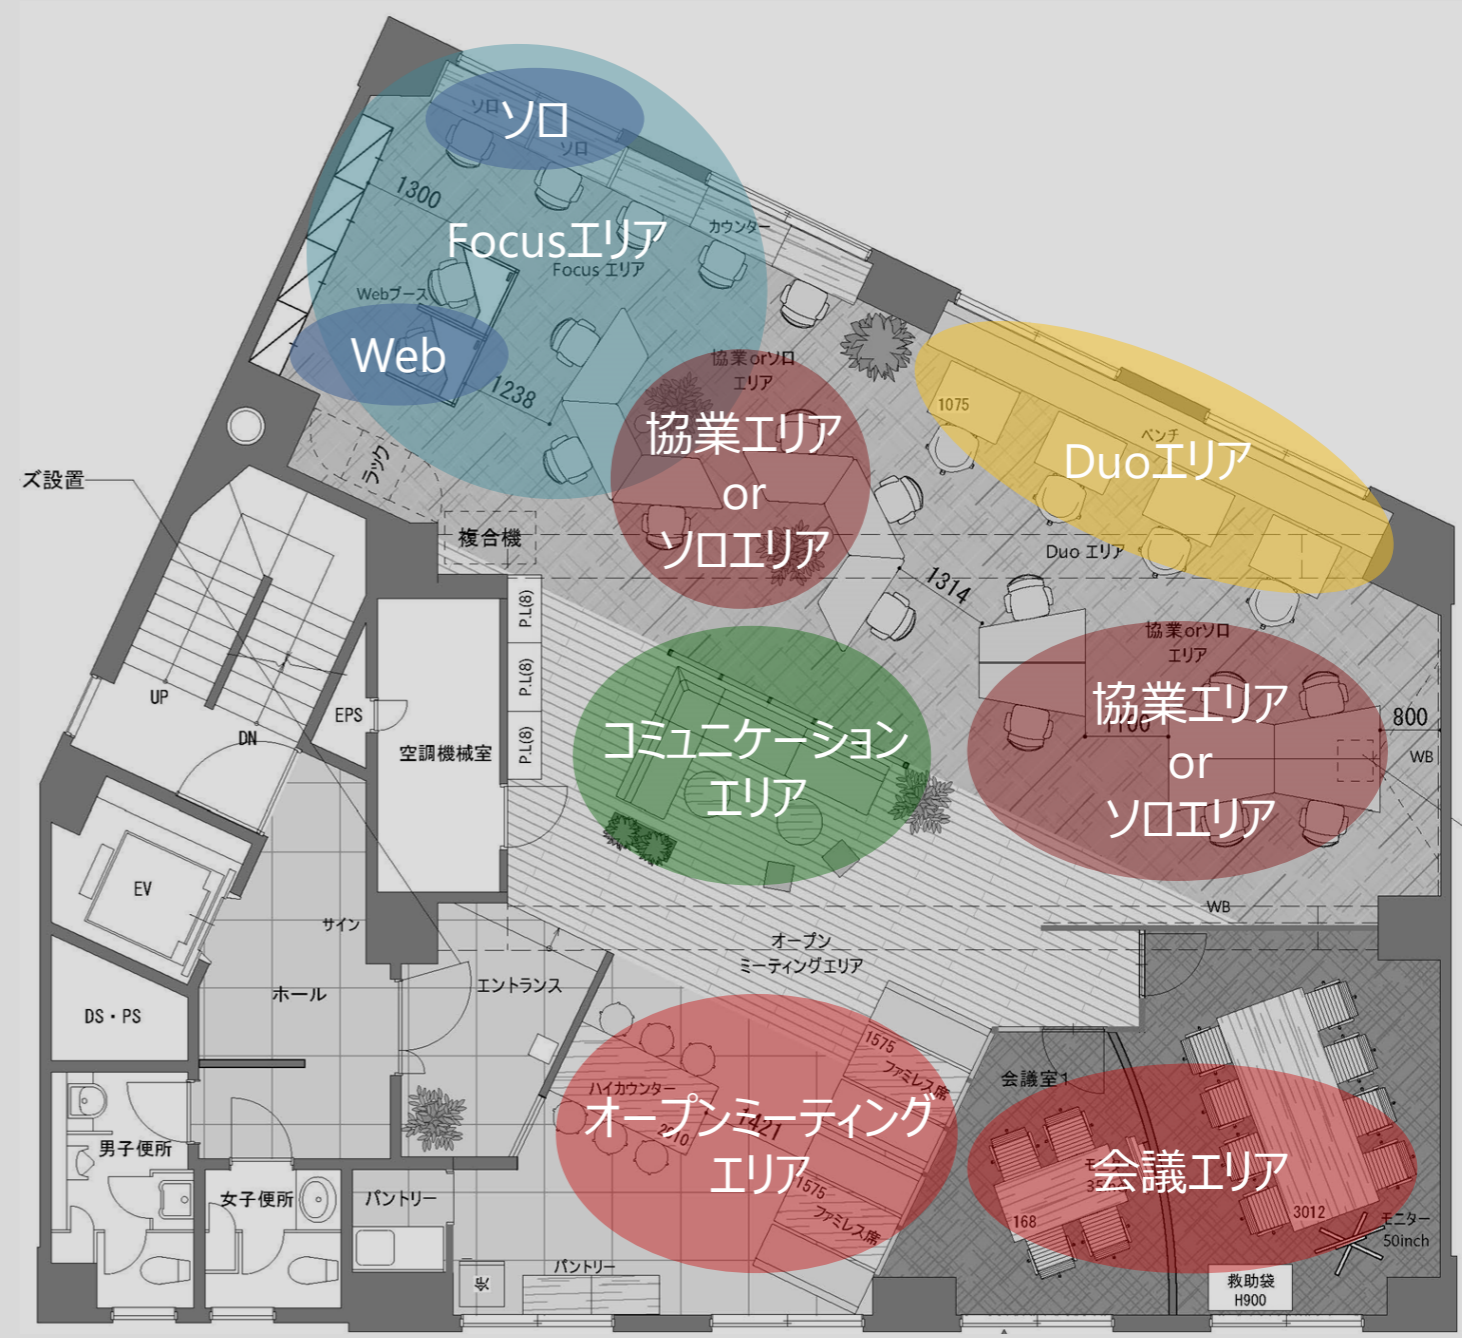 ソロ
ソロ
ソロ
1300
カウンター
Focusエリア
Focus エリア
Webブース
Web
1238
協業orソロ
エリア
協業エリア
or
ソロエリア
1075
ベンチ
Duoエリア
Duo エリア
ラック
ズ設置
複合機
1314
P.L(8)
P.L(8)
P.L(8)
協業orソロ
エリア
協業エリア
or
ソロエリア
800
WB
UP
DN
EPS
空調機械室
コミュニケーション
エリア
EV
サイン
WB
オープン
ミーティングエリア
エントランス
ホール
DS・PS
1575
ファミレス席
会議室1
ハイカウンター
オープンミーティング
エリア
1421
1575
ファミレス席
会議エリア
168
3012
モニター
50inch
男子便所
女子便所
パントリー
パントリー
救助袋
H900